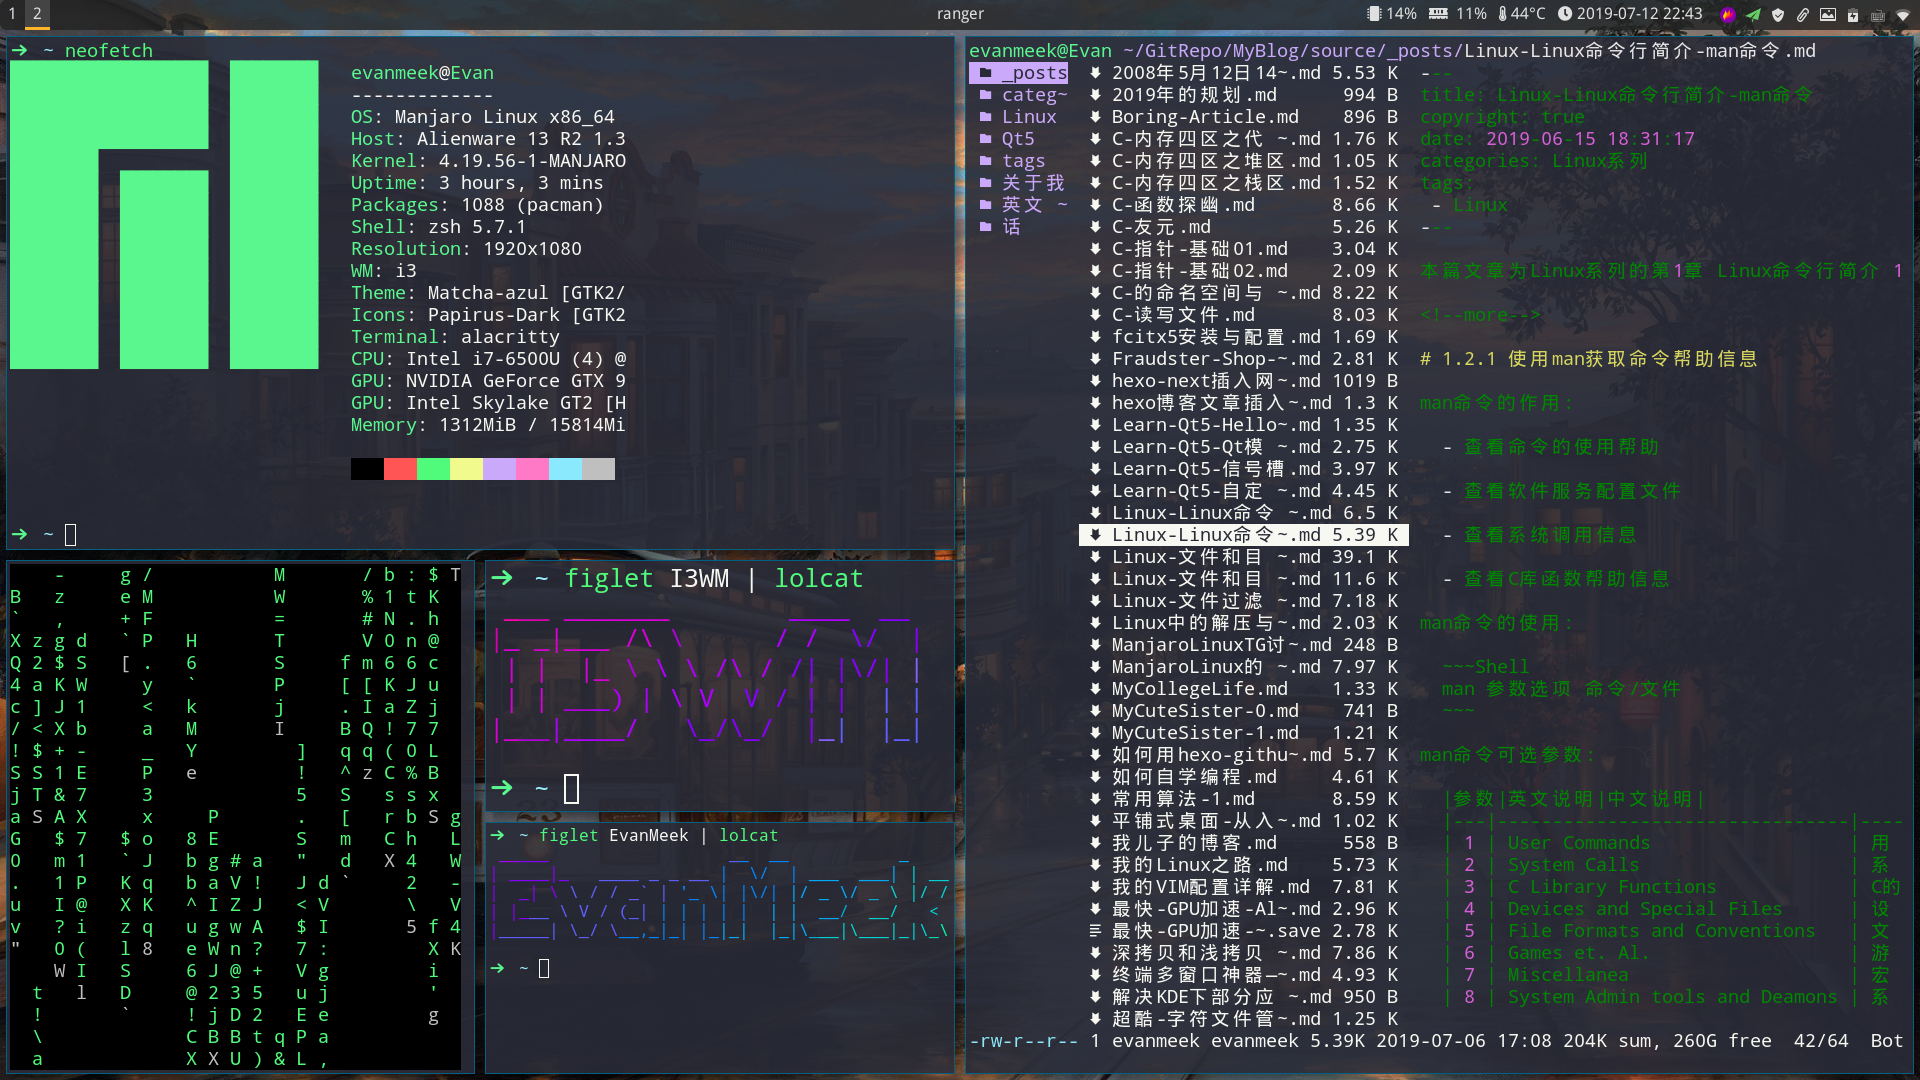 1 2 ranger 14% 11% 44°C 2019-07-12 22:43
➜ ~ neofetch
evanmeek@Evan
-------------
OS: Manjaro Linux x86_64
Host: Alienware 13 R2 1.3
Kernel: 4.19.56-1-MANJARO
Uptime: 3 hours, 3 mins
Packages: 1088 (pacman)
Shell: zsh 5.7.1
Resolution: 1920x1080
WM: i3
Theme: Matcha-azul [GTK2/
Icons: Papirus-Dark [GTK2
Terminal: alacritty
CPU: Intel i7-6500U (4) @
GPU: NVIDIA GeForce GTX 9
GPU: Intel Skylake GT2 [H
Memory: 1312MiB / 15814Mi
➜ ~
➜ ~ figlet I3WM | lolcat
I3WM
➜ ~
➜ ~ figlet EvanMeek | lolcat
EvanMeek
➜ ~
evanmeek@Evan ~/GitRepo/MyBlog/source/_posts/Linux-Linux命令行简介-man命令.md
_posts
categ~
Linux
Qt5
tags
关于我
英文 ~
话
2008年5月12日14~.md 5.53 K
2019年的规划.md 994 B
Boring-Article.md 896 B
C-内存四区之代 ~.md 1.76 K
C-内存四区之堆区.md 1.05 K
C-内存四区之栈区.md 1.52 K
C-函数探幽.md 8.66 K
C-友元.md 5.26 K
C-指针-基础01.md 3.04 K
C-指针-基础02.md 2.09 K
C-的命名空间与 ~.md 8.22 K
C-读写文件.md 8.03 K
fcitx5安装与配置.md 1.69 K
Fraudster-Shop-~.md 2.81 K
hexo-next插入网~.md 1019 B
hexo博客文章插入~.md 1.3 K
Learn-Qt5-Hello~.md 1.35 K
Learn-Qt5-Qt模 ~.md 2.75 K
Learn-Qt5-信号槽.md 3.97 K
Learn-Qt5-自定 ~.md 4.45 K
Linux-Linux命令 ~.md 6.5 K
Linux-Linux命令~.md 5.39 K
Linux-文件和目 ~.md 39.1 K
Linux-文件和目 ~.md 11.6 K
Linux-文件过滤 ~.md 7.18 K
Linux中的解压与~.md 2.03 K
ManjaroLinuxTG讨~.md 248 B
ManjaroLinux的 ~.md 7.97 K
MyCollegeLife.md 1.33 K
MyCuteSister-0.md 741 B
MyCuteSister-1.md 1.21 K
如何用hexo-githu~.md 5.7 K
如何自学编程.md 4.61 K
常用算法-1.md 8.59 K
平铺式桌面-从入~.md 1.02 K
我儿子的博客.md 558 B
我的Linux之路.md 5.73 K
我的VIM配置详解.md 7.81 K
最快-GPU加速-Al~.md 2.96 K
最快-GPU加速-~.save 2.78 K
深拷贝和浅拷贝 ~.md 7.86 K
终端多窗口神器—~.md 4.93 K
解决KDE下部分应 ~.md 950 B
超酷-字符文件管~.md 1.25 K
---
title: Linux-Linux命令行简介-man命令
copyright: true
date: 2019-06-15 18:31:17
categories: Linux系列
tags:
- Linux
---
本篇文章为Linux系列的第1章 Linux命令行简介 1
<!--more-->
# 1.2.1 使用man获取命令帮助信息
man命令的作用:
- 查看命令的使用帮助
- 查看软件服务配置文件
- 查看系统调用信息
- 查看C库函数帮助信息
man命令的使用:
~~~Shell
man 参数选项 命令/文件
~~~
man命令可选参数:
|参数|英文说明|中文说明|
|---|--------------------------------|----
| 1 | User Commands | 用
| 2 | System Calls | 系
| 3 | C Library Functions | C的
| 4 | Devices and Special Files | 设
| 5 | File Formats and Conventions | 文
| 6 | Games et. Al. | 游
| 7 | Miscellanea | 宏
| 8 | System Admin tools and Deamons | 系
-rw-r--r-- 1 evanmeek evanmeek 5.39K 2019-07-06 17:08 204K sum, 260G free 42/64 Bot